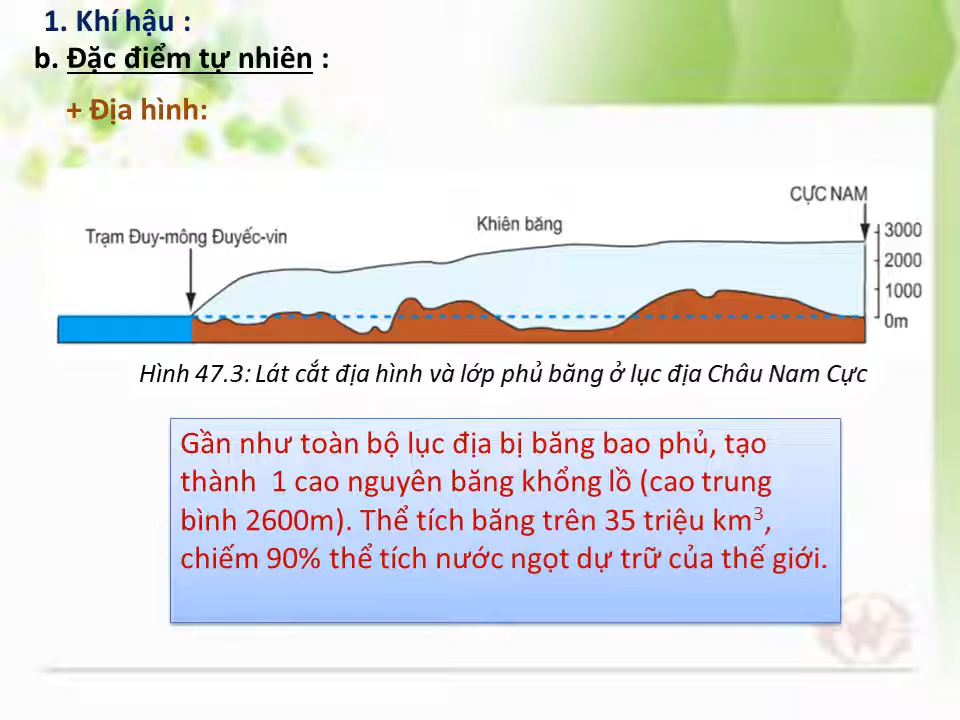 1. Khí hậu :
b. Đặc điểm tự nhiên :
+ Địa hình:
CỰC NAM
Khiên băng
Trạm Đuy-mông Đuyếc-vin
3000
2000
1000
0m
Hình 47.3: Lát cắt địa hình và lớp phủ băng ở lục địa Châu Nam Cực
Gần như toàn bộ lục địa bị băng bao phủ, tạo
thành 1 cao nguyên băng khổng lồ (cao trung
bình 2600m). Thể tích băng trên 35 triệu km³,
chiếm 90% thể tích nước ngọt dự trữ của thế giới.